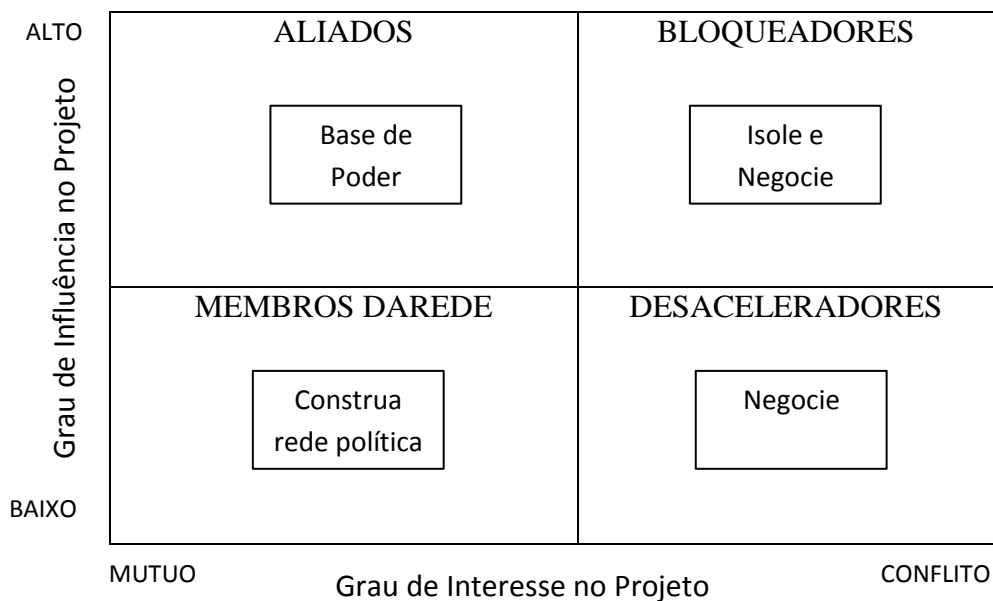 ALTO
ALIADOS
BLOQUEADORES
Base de
Poder
Isole e
Negocie
Grau de Influência no Projeto
MEMBROS DAREDE
DESACELERADORES
Construa
rede política
Negocie
BAIXO
MUTUO
Grau de Interesse no Projeto
CONFLITO